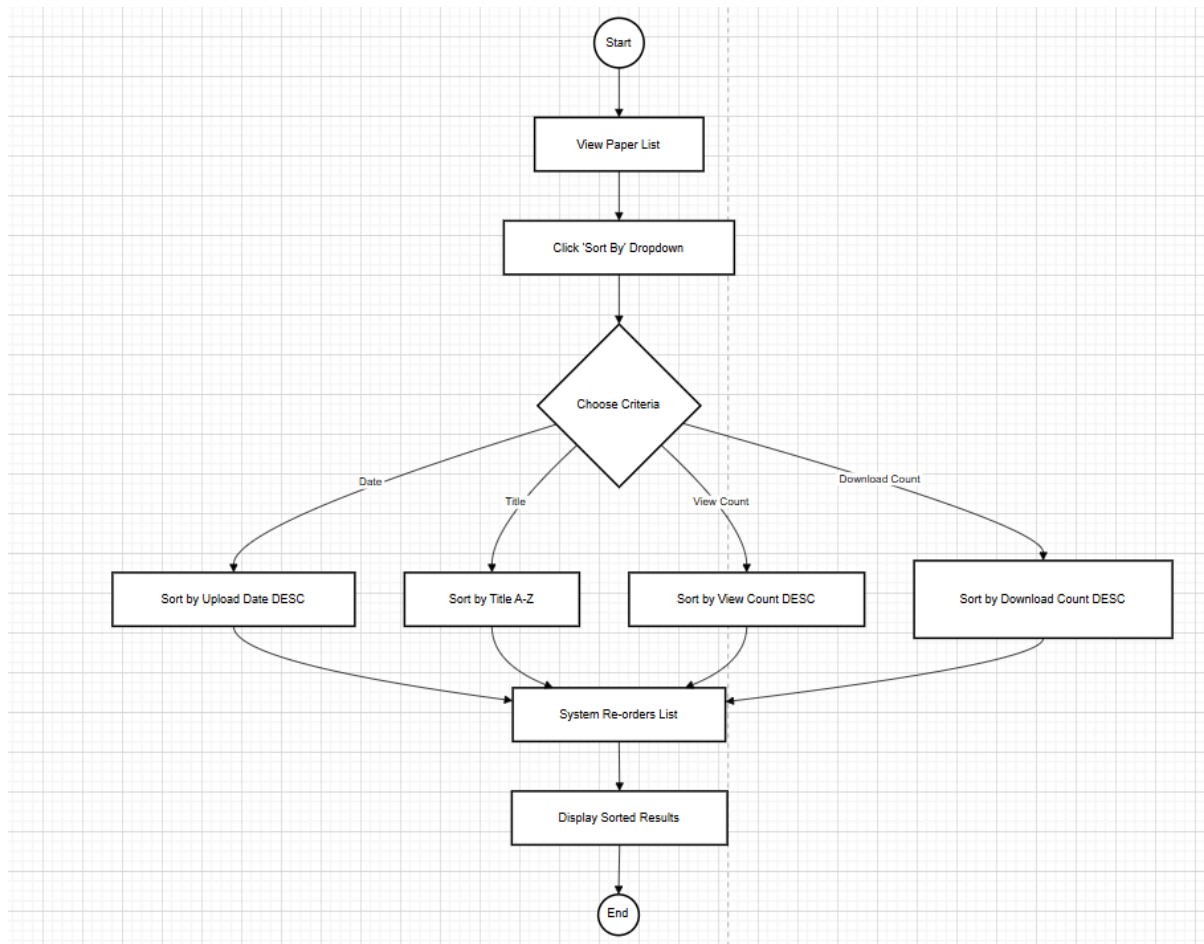 Start
View Paper List
Click 'Sort By' Dropdown
Choose Criteria
Date
Title
View Count
Download Count
Sort by Upload Date DESC
Sort by Title A-Z
Sort by View Count DESC
Sort by Download Count DESC
System Re-orders List
Display Sorted Results
End